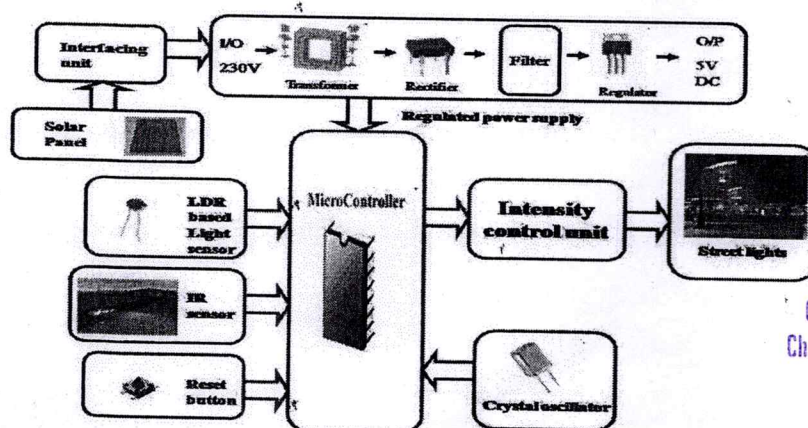 Interfacing
unit
I/O
230V
Transformer
Rectifier
Filter
Regulator
O/P
5V
DC
Solar
Panel
Regulated power supply
LDR
based
Light
sensor
MicroController
Intensity
control unit
Street lights
IR
sensor
Reset
button
Crystal oscillator
Ch